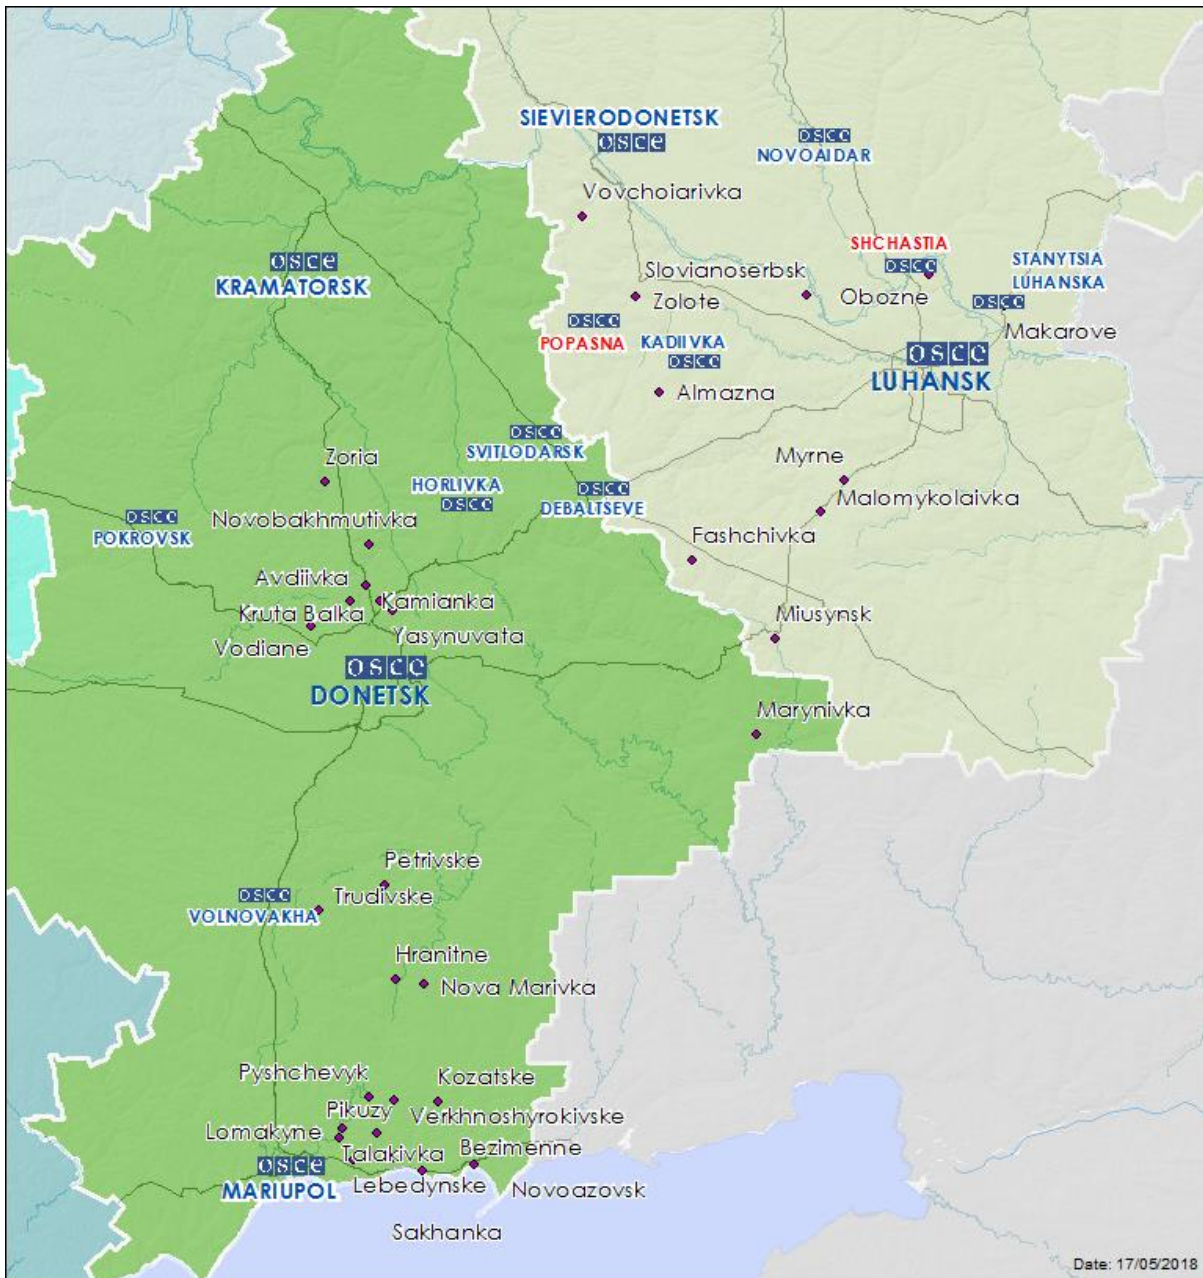 SIEVIERODONETSK
OSCE
OSCE
NOVOAIDAR
Vovchoiarivka
SHCHASTIA
OSCE
OSCE
KRAMATORSK
STANYTSIA
LUHANSKA
OSCE
Slovianoserbsk
Zolote
Obozne
OSCE
POPASNA
KADIIVKA
OSCE
Makarove
OSCE
LUHANSK
Almazna
OSCE
SVITLODARSK
Zoria
Myrne
HORLIVKA
OSCE
OSCE
DEBALTSEVE
Malomykolaivka
OSCE
POKROVSK
Novobakhmutivka
Fashchivka
Avdiivka
Kamianka
Kruta Balka
Yasynuvata
Vodiane
Miusynsk
OSCE
DONETSK
Marynivka
Petrivske
Trudivske
OSCE
VOLNOVAKHA
Hranitne
Nova Marivka
Pyshchevyk
Kozatske
Pikuzy
Verkhnoshyrokivske
Lomakyne
Talakivka
Bezimenne
OSCE
MARIUPOL
Lebedynske
Novoazovsk
Sakhanka
Date: 17/05/2018